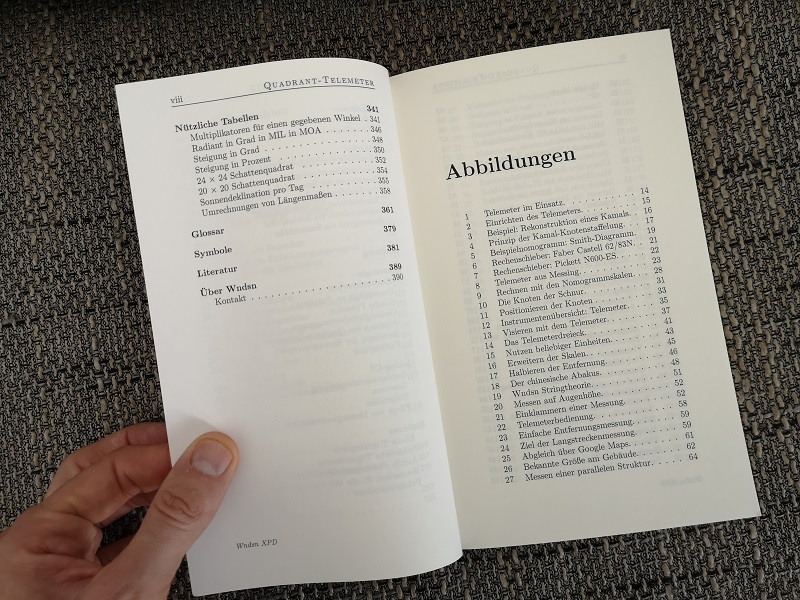 viii QUADRANT-TELEMETER
Nützliche Tabellen 341
Multiplikatoren für einen gegebenen Winkel . 341
Radiant in Grad in MIL in MOA . . . . . . . 346
Steigung in Grad . . . . . . . . . . . . . . 348
Steigung in Prozent . . . . . . . . . . . . . 350
24 × 24 Schattenquadrat . . . . . . . . . . . 352
20 × 20 Schattenquadrat . . . . . . . . . . . 354
Sonnendeklination pro Tag . . . . . . . . . . 355
Umrechnungen von Längenmaßen . . . . . . . 358
Glossar 361
Symbole 379
Literatur 381
Über Wndsn 389
Kontakt . . . . . . . . . . . . . . . . . . . 390
Wndsn XPD
Abbildungen
1 Telemeter im Einsatz. . . . . . . . . . . 14
2 Einrichten des Telemeters. . . . . . . . . 15
3 Beispiel: Rekonstruktion eines Kamals. . . 16
4 Prinzip der Kamal-Knotenstaffelung. . . . 17
5 Beispielnomogramm: Smith-Diagramm. . . . 19
6 Rechenschieber: Faber Castell 62/83N. . . 21
7 Rechenschieber: Pickett N600-ES. . . . . . 22
8 Telemeter aus Messing. . . . . . . . . . . 23
9 Rechnen mit den Nomogrammskalen. . . . . 28
10 Die Knoten der Schnur. . . . . . . . . . . 31
11 Positionieren der Knoten . . . . . . . . . 33
12 Instrumentenübersicht: Telemeter. . . . . 35
13 Visieren mit dem Telemeter. . . . . . . . 37
14 Das Telemeterdreieck. . . . . . . . . . . 41
15 Nutzen beliebiger Einheiten. . . . . . . . 43
16 Erweitern der Skalen. . . . . . . . . . . 45
17 Halbieren der Entfernung. . . . . . . . . 46
18 Der chinesische Abakus. . . . . . . . . . 48
19 Wndsn Stringtheorie. . . . . . . . . . . . 51
20 Messen auf Augenhöhe. . . . . . . . . . . 52
21 Einklammern einer Messung. . . . . . . . . 52
22 Telemeterbedienung. . . . . . . . . . . . 58
23 Einfache Entfernungsmessung. . . . . . . . 59
24 Ziel der Langstreckenmessung. . . . . . . 59
25 Abgleich über Google Maps. . . . . . . . . 61
26 Bekannte Größe am Gebäude. . . . . . . . . 62
27 Messen einer parallelen Struktur. . . . . 64